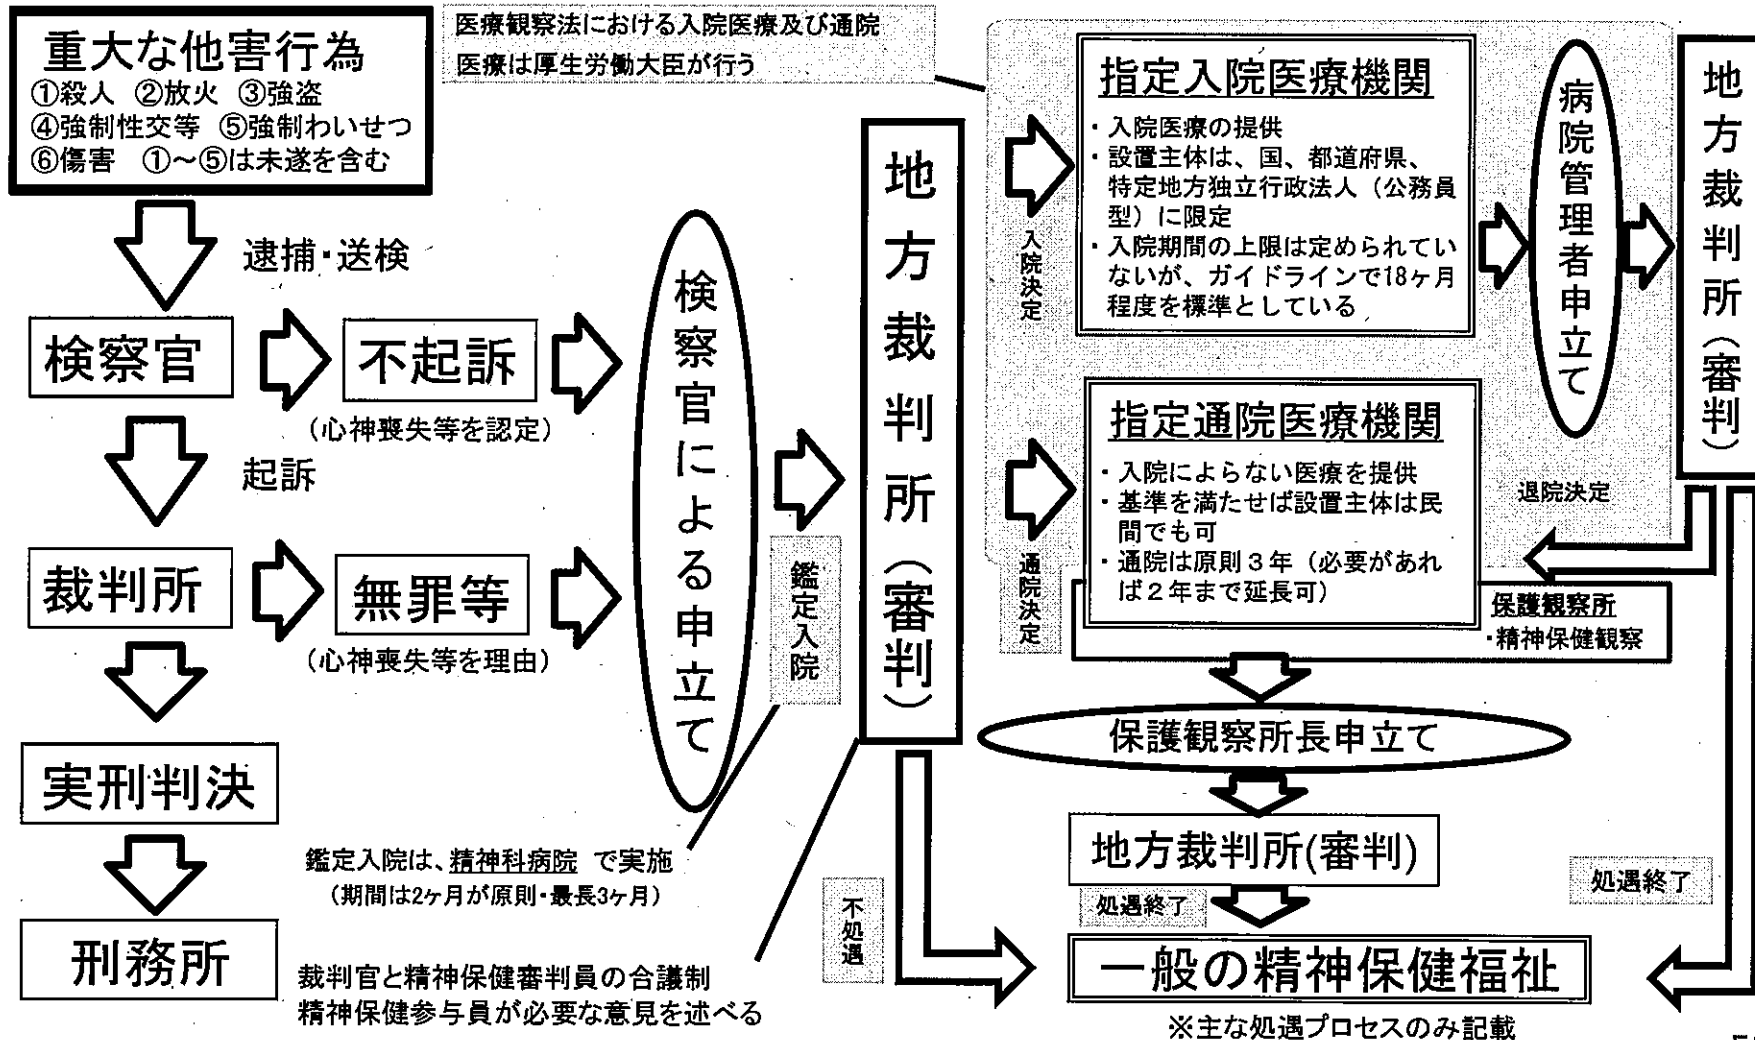 重大な他害行為
①殺人 ②放火 ③強盗
④強制性交等 ⑤強制わいせつ
⑥傷害 ①～⑤は未遂を含む
逮捕・送検
検察官
不起訴
(心神喪失等を認定)
起訴
裁判所
無罪等
(心神喪失等を理由)
実刑判決
刑務所
検察官による申立て
鑑定入院
鑑定入院は、精神科病院 で実施
(期間は2ヶ月が原則・最長3ヶ月)
裁判官と精神保健審判員の合議制
精神保健参与員が必要な意見を述べる
地方裁判所(審判)
医療観察法における入院医療及び通院
医療は厚生労働大臣が行う
入院決定
指定入院医療機関
・入院医療の提供
・設置主体は、国、都道府県、
特定地方独立行政法人（公務員
型）に限定
・入院期間の上限は定められてい
ないが、ガイドラインで18ヶ月
程度を標準としている
病院管理者申立て
地方裁判所(審判)
退院決定
通院決定
指定通院医療機関
・入院によらない医療を提供
・基準を満たせば設置主体は民
間でも可
・通院は原則３年（必要があれ
ば２年まで延長可）
保護観察所
・精神保健観察
保護観察所長申立て
地方裁判所(審判)
処遇終了
処遇終了
不処遇
一般の精神保健福祉
※主な処遇プロセスのみ記載